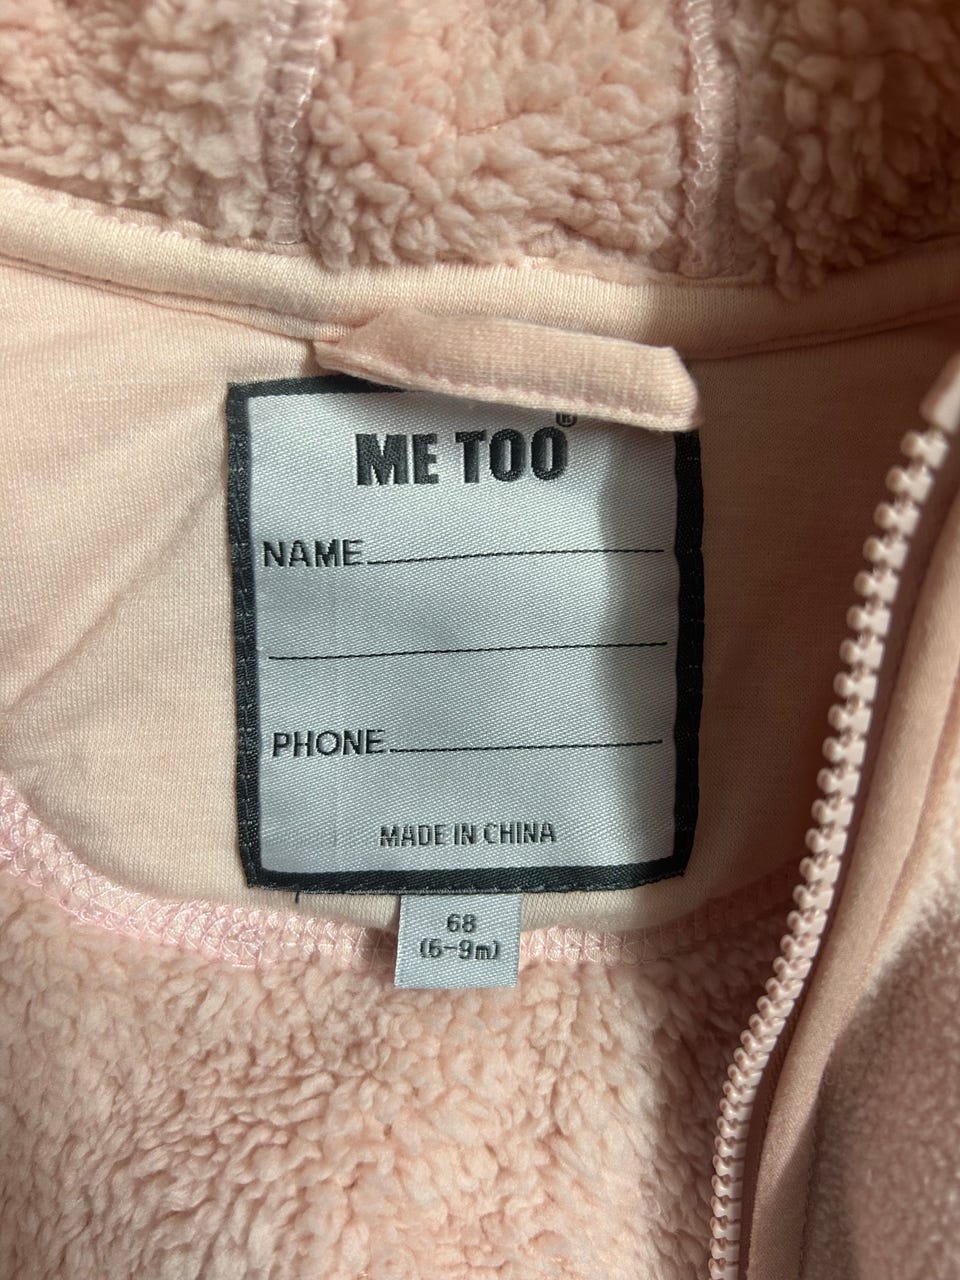 ME TOO®
NAME
PHONE
MADE IN CHINA
68
(6-9m)